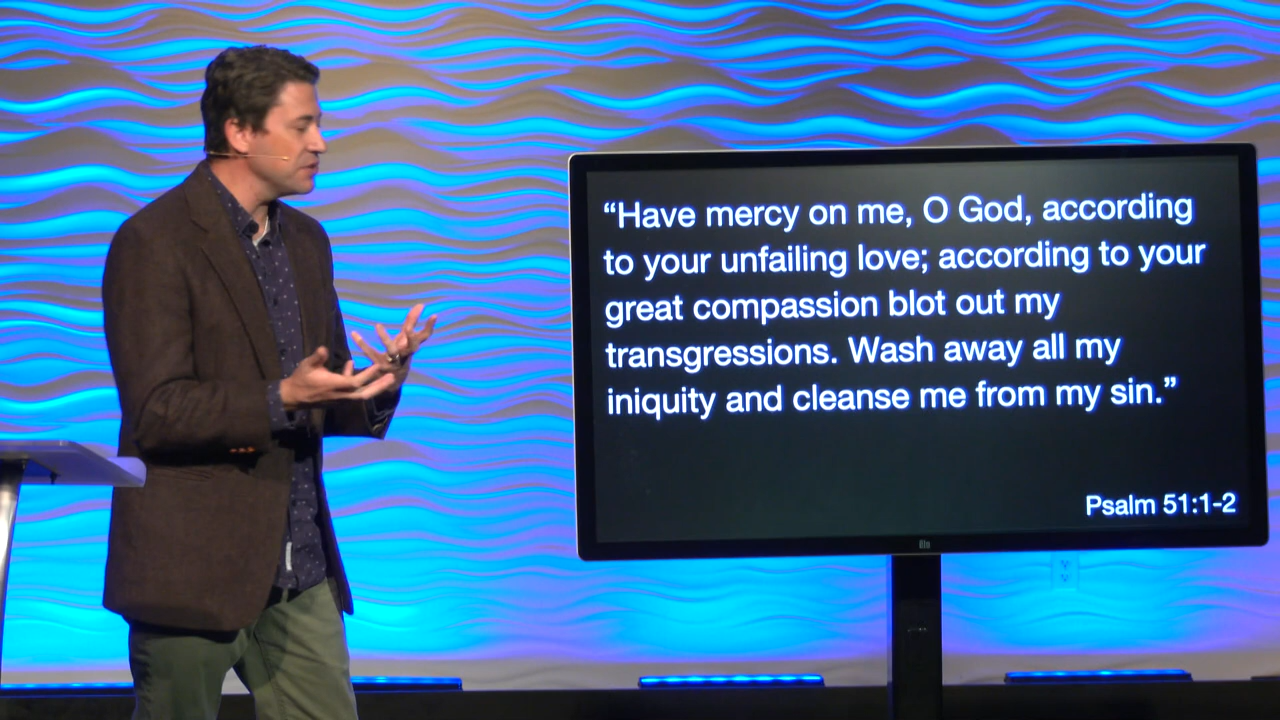 “Have mercy on me, O God, according
to your unfailing love; according to your
great compassion blot out my
transgressions. Wash away all my
iniquity and cleanse me from my sin.”
Psalm 51:1-2
elo